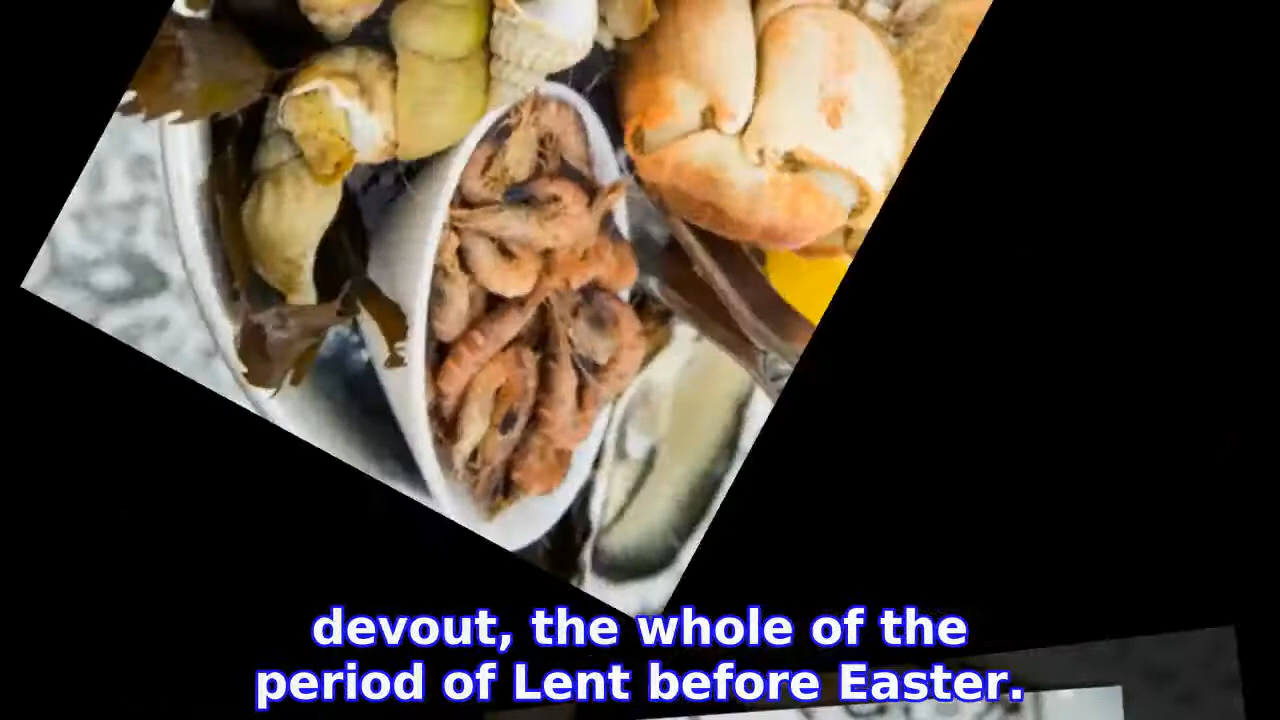 devout, the whole of the
period of Lent before Easter.